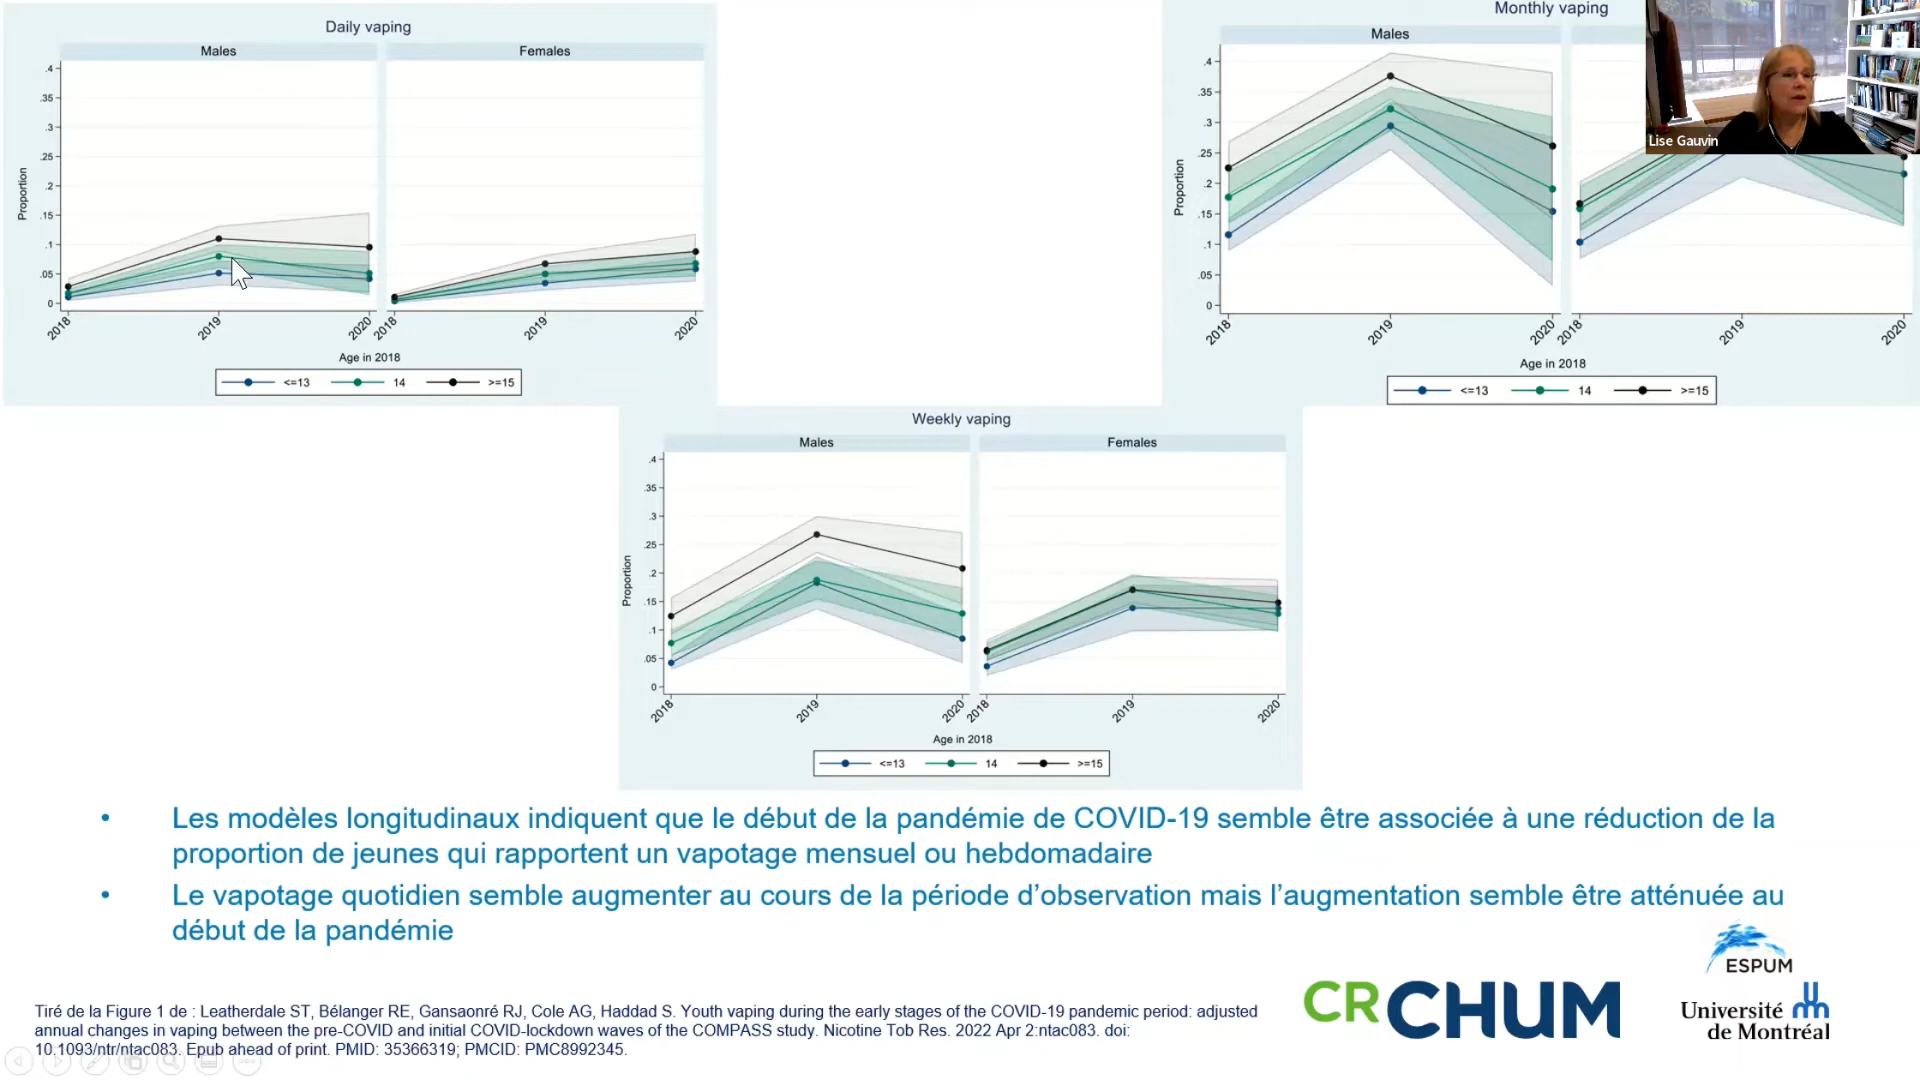 Daily vaping
Males
Females
.4
.35
.3
.25
.2
.15
.1
.05
0
Proportion
2018
2019
2020
2018
2019
2020
Age in 2018
<=13
14
>=15
Monthly vaping
Males
.4
.35
.3
.25
.2
.15
.1
.05
0
Proportion
2018
2019
2020
2018
2019
2020
Age in 2018
<=13
14
>=15
Lise Gauvin
Weekly vaping
Males
Females
.4
.35
.3
.25
.2
.15
.1
.05
0
Proportion
2018
2019
2020
2018
2019
2020
Age in 2018
<=13
14
>=15
• Les modèles longitudinaux indiquent que le début de la pandémie de COVID-19 semble être associée à une réduction de la
proportion de jeunes qui rapportent un vapotage mensuel ou hebdomadaire
• Le vapotage quotidien semble augmenter au cours de la période d’observation mais l’augmentation semble être atténuée au
début de la pandémie
Tiré de la Figure 1 de : Leatherdale ST, Bélanger RE, Gansaonré RJ, Cole AG, Haddad S. Youth vaping during the early stages of the COVID-19 pandemic period: adjusted
annual changes in vaping between the pre-COVID and initial COVID-lockdown waves of the COMPASS study. Nicotine Tob Res. 2022 Apr 2:ntac083. doi:
10.1093/ntr/ntac083. Epub ahead of print. PMID: 35366319; PMCID: PMC8992345.
CRCHUM
ESPUM
Université
de Montréal